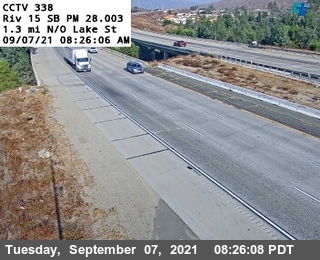 CCTV 338
Riv 15 SB PM 28.003
1.3 mi N/O Lake St
09/07/21 08:26:06 AM
Tuesday, September 07, 2021 08:26:08 PDT